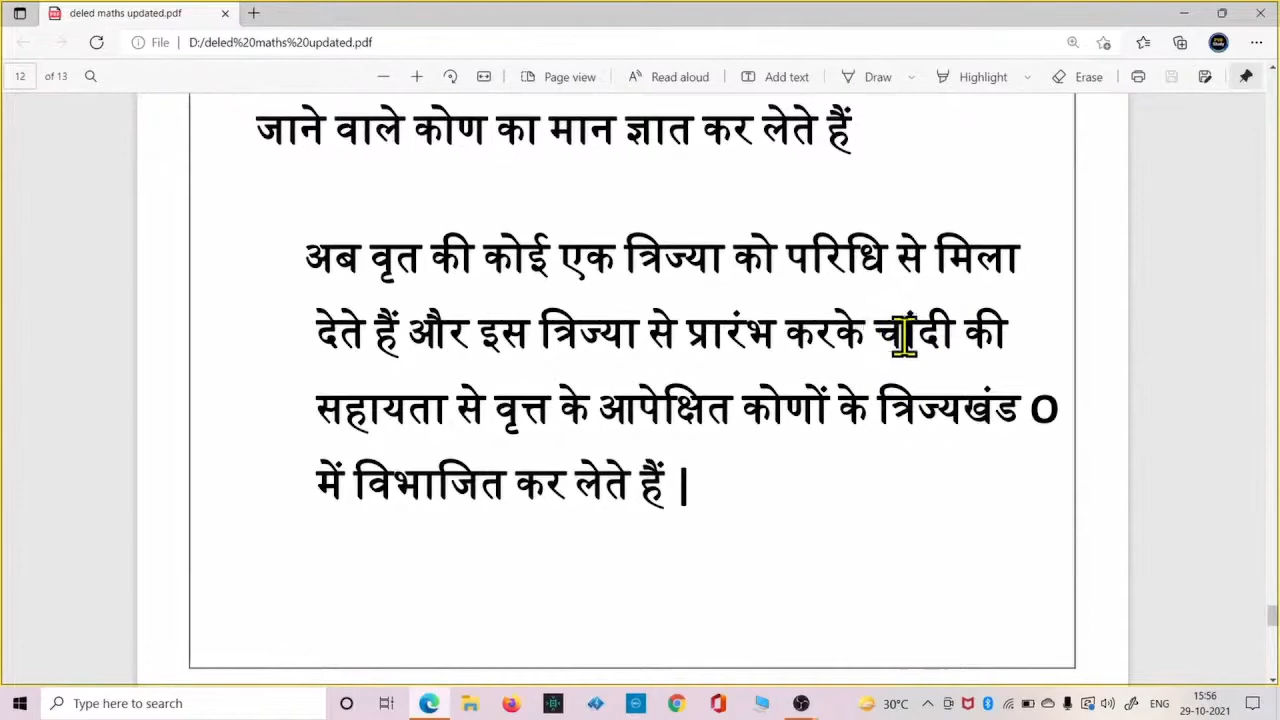 deled maths updated.pdf
File | D:/deled%20maths%20updated.pdf
12 of 13 Page view Read aloud Add text Draw Highlight Erase
जाने वाले कोण का मान ज्ञात कर लेते हैं
अब वृत की कोई एक त्रिज्या को परिधि से मिला
देते हैं और इस त्रिज्या से प्रारंभ करके चांदी की
सहायता से वृत्त के आपेक्षित कोणों के त्रिज्यखंड O
में विभाजित कर लेते हैं |
Type here to search 30°C ENG 15:56
29-10-2021